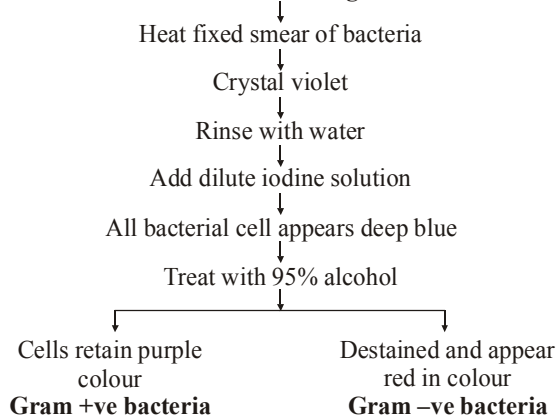 Heat fixed smear of bacteria
Crystal violet
Rinse with water
Add dilute iodine solution
All bacterial cell appears deep blue
Treat with 95% alcohol
Cells retain purple
colour
Gram +ve bacteria
Destained and appear
red in colour
Gram –ve bacteria